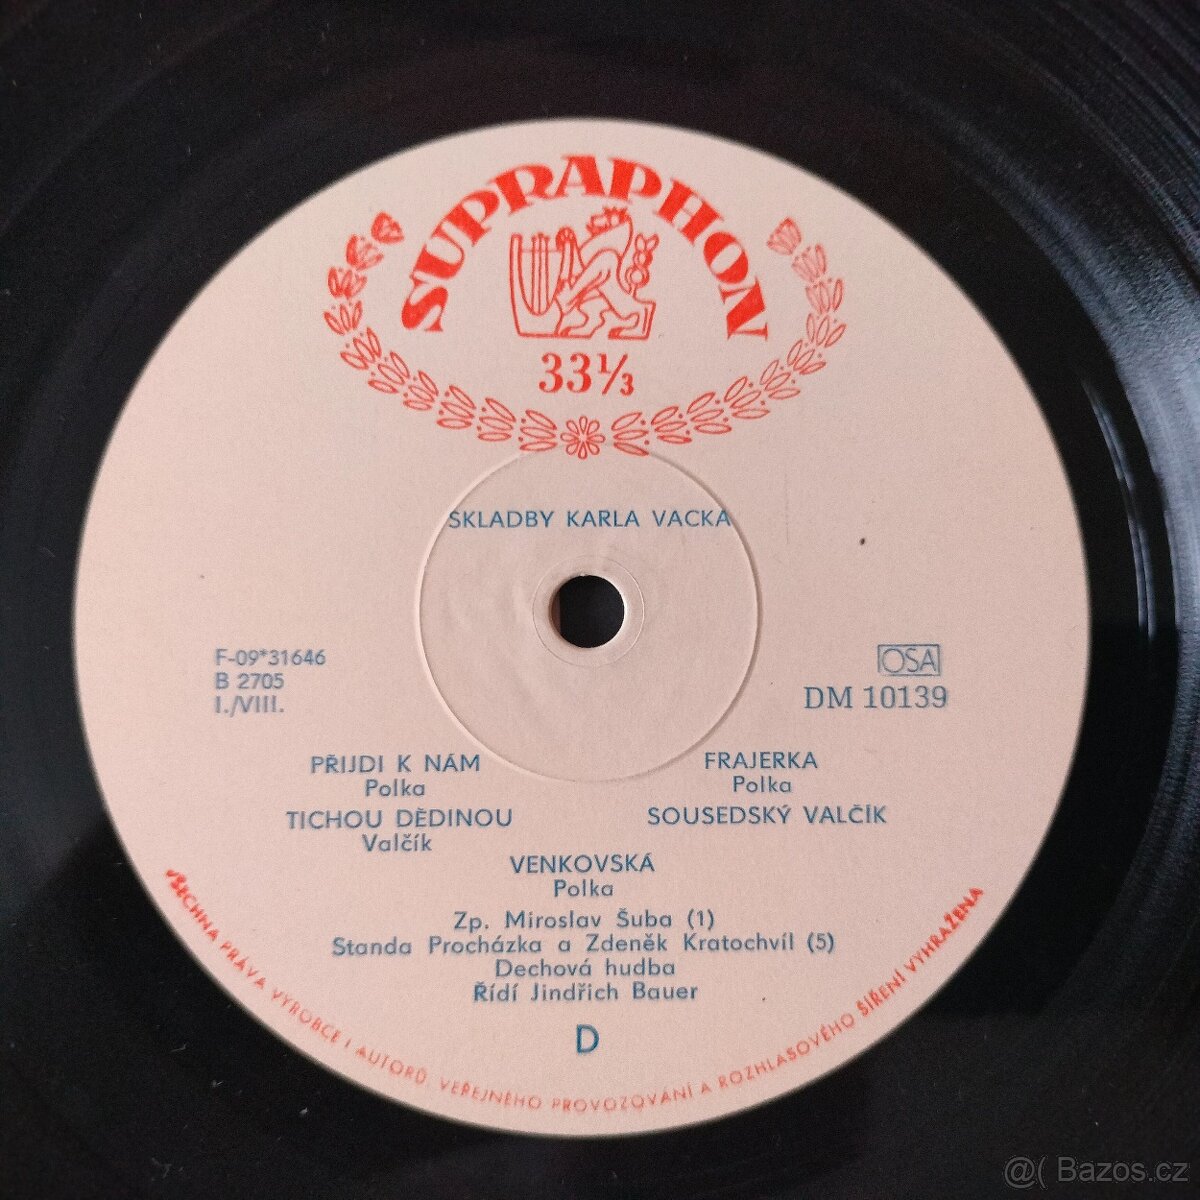 SUPRAPHON
33⅓
SKLADBY KARLA VACKA
F-09*31646
B 2705
I./VIII.
OSA
DM 10139
PŘIJDI K NÁM
Polka
TICHOU DĚDINOU
Valčík
FRAJERKA
Polka
SOUSEDSKÝ VALČÍK
VENKOVSKÁ
Polka
Zp. Miroslav Šuba (1)
Standa Procházka a Zdeněk Kratochvíl (5)
Dechová hudba
Řídí Jindřich Bauer
D
VŠECHNA PRÁVA VÝROBCE I AUTORŮ VEŘEJNÉHO PROVOZOVÁNÍ A ROZHLASOVÉHO ŠÍŘENÍ VYHRAŽENA
@( Bazos.cz